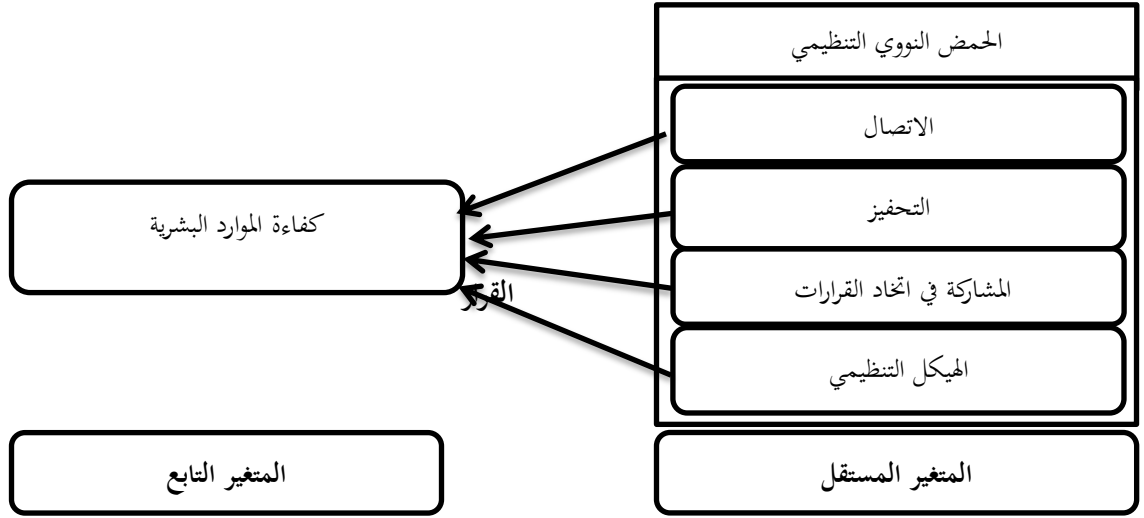 الحمض النووي التنظيمي
الاتصال
التحفيز
المشاركة في اتخاد القرارات
الهيكل التنظيمي
كفاءة الموارد البشرية
المتغير المستقل
المتغير التابع